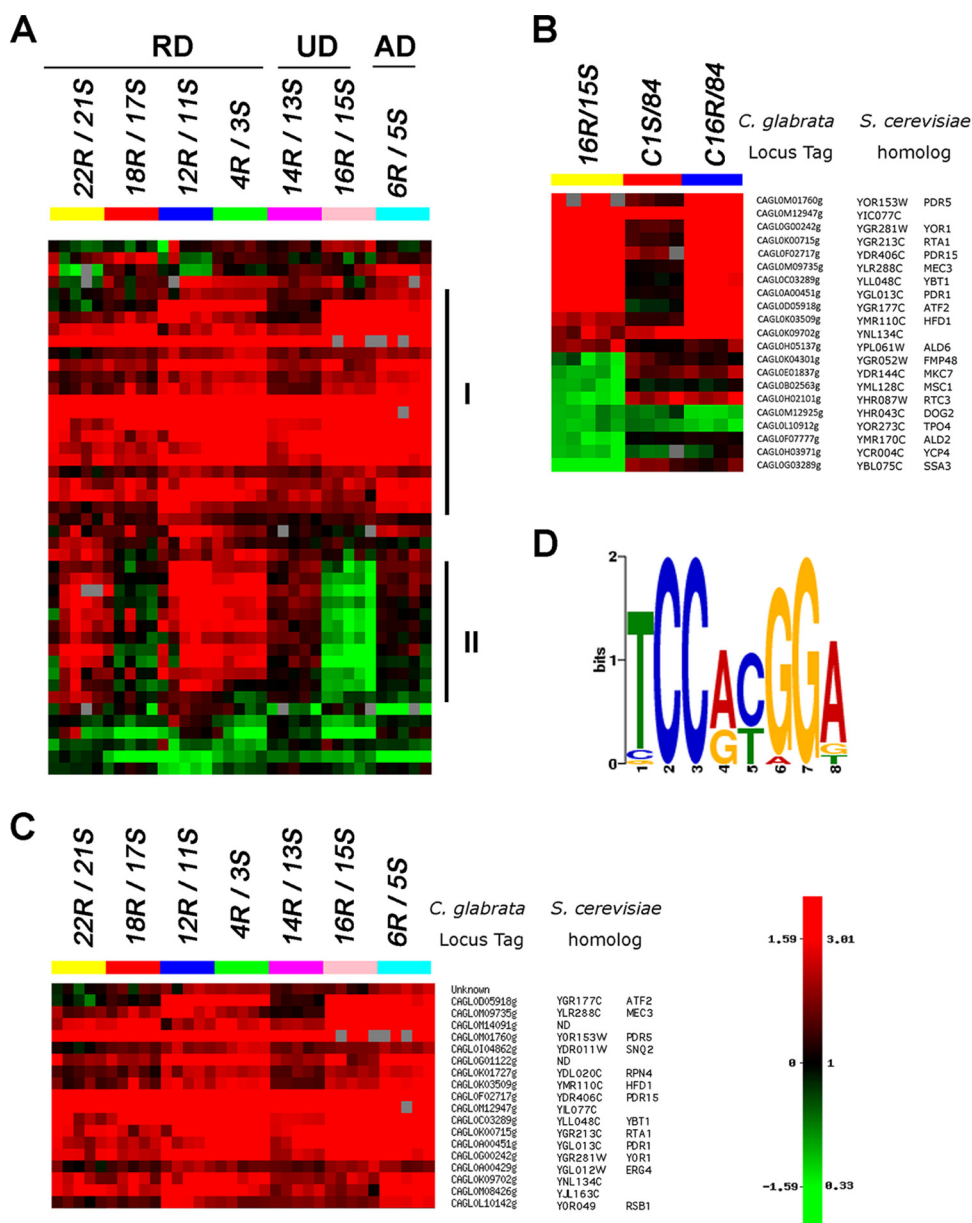 A
RD UD AD
22R / 21S 18R / 17S 12R / 11S 4R / 3S 14R / 13S 16R / 15S 6R / 5S
I
II
B
16R/15S C1S/84 C16R/84
C. glabrata S. cerevisiae
Locus Tag homolog
CAGL0M01760g YOR153W PDR5
CAGL0M12947g YIC077C
CAGL0G00242g YGR281W YOR1
CAGL0K00715g YGR213C RTA1
CAGL0F02717g YDR406C PDR15
CAGL0M09735g YLR288C MEC3
CAGL0C03289g YLL048C YBT1
CAGL0A00451g YGL013C PDR1
CAGL0D05918g YGR177C ATF2
CAGL0K03509g YMR110C HFD1
CAGL0K09702g YNL134C
CAGL0H05137g YPL061W ALD6
CAGL0K04301g YGR052W FMP48
CAGL0E01837g YDR144C MKC7
CAGL0B02563g YML128C MSC1
CAGL0H02101g YHR087W RTC3
CAGL0M12925g YHR043C DOG2
CAGL0L10912g YOR273C TPO4
CAGL0F07777g YMR170C ALD2
CAGL0H03971g YCR004C YCP4
CAGL0G03289g YBL075C SSA3
D
bits
2
1
0
TCCACGGA
C GT AG
G T
1 2 3 4 5 6 7 8
C
22R / 21S 18R / 17S 12R / 11S 4R / 3S 14R / 13S 16R / 15S 6R / 5S
C. glabrata S. cerevisiae
Locus Tag homolog
Unknown
CAGL0D05918g YGR177C ATF2
CAGL0M09735g YLR288C MEC3
CAGL0M14091g ND
CAGL0M01760g YOR153W PDR5
CAGL0I04862g YDR011W SNQ2
CAGL0G01122g ND
CAGL0K01727g YDL020C RPN4
CAGL0K03509g YMR110C HFD1
CAGL0F02717g YDR406C PDR15
CAGL0M12947g YIL077C
CAGL0C03289g YLL048C YBT1
CAGL0K00715g YGR213C RTA1
CAGL0A00451g YGL013C PDR1
CAGL0G00242g YGR281W YOR1
CAGL0A00429g YGL012W ERG4
CAGL0K09702g YNL134C
CAGL0M08426g YJL163C
CAGL0L10142g YOR049 RSB1
1.59 3.01
0 1
-1.59 0.33